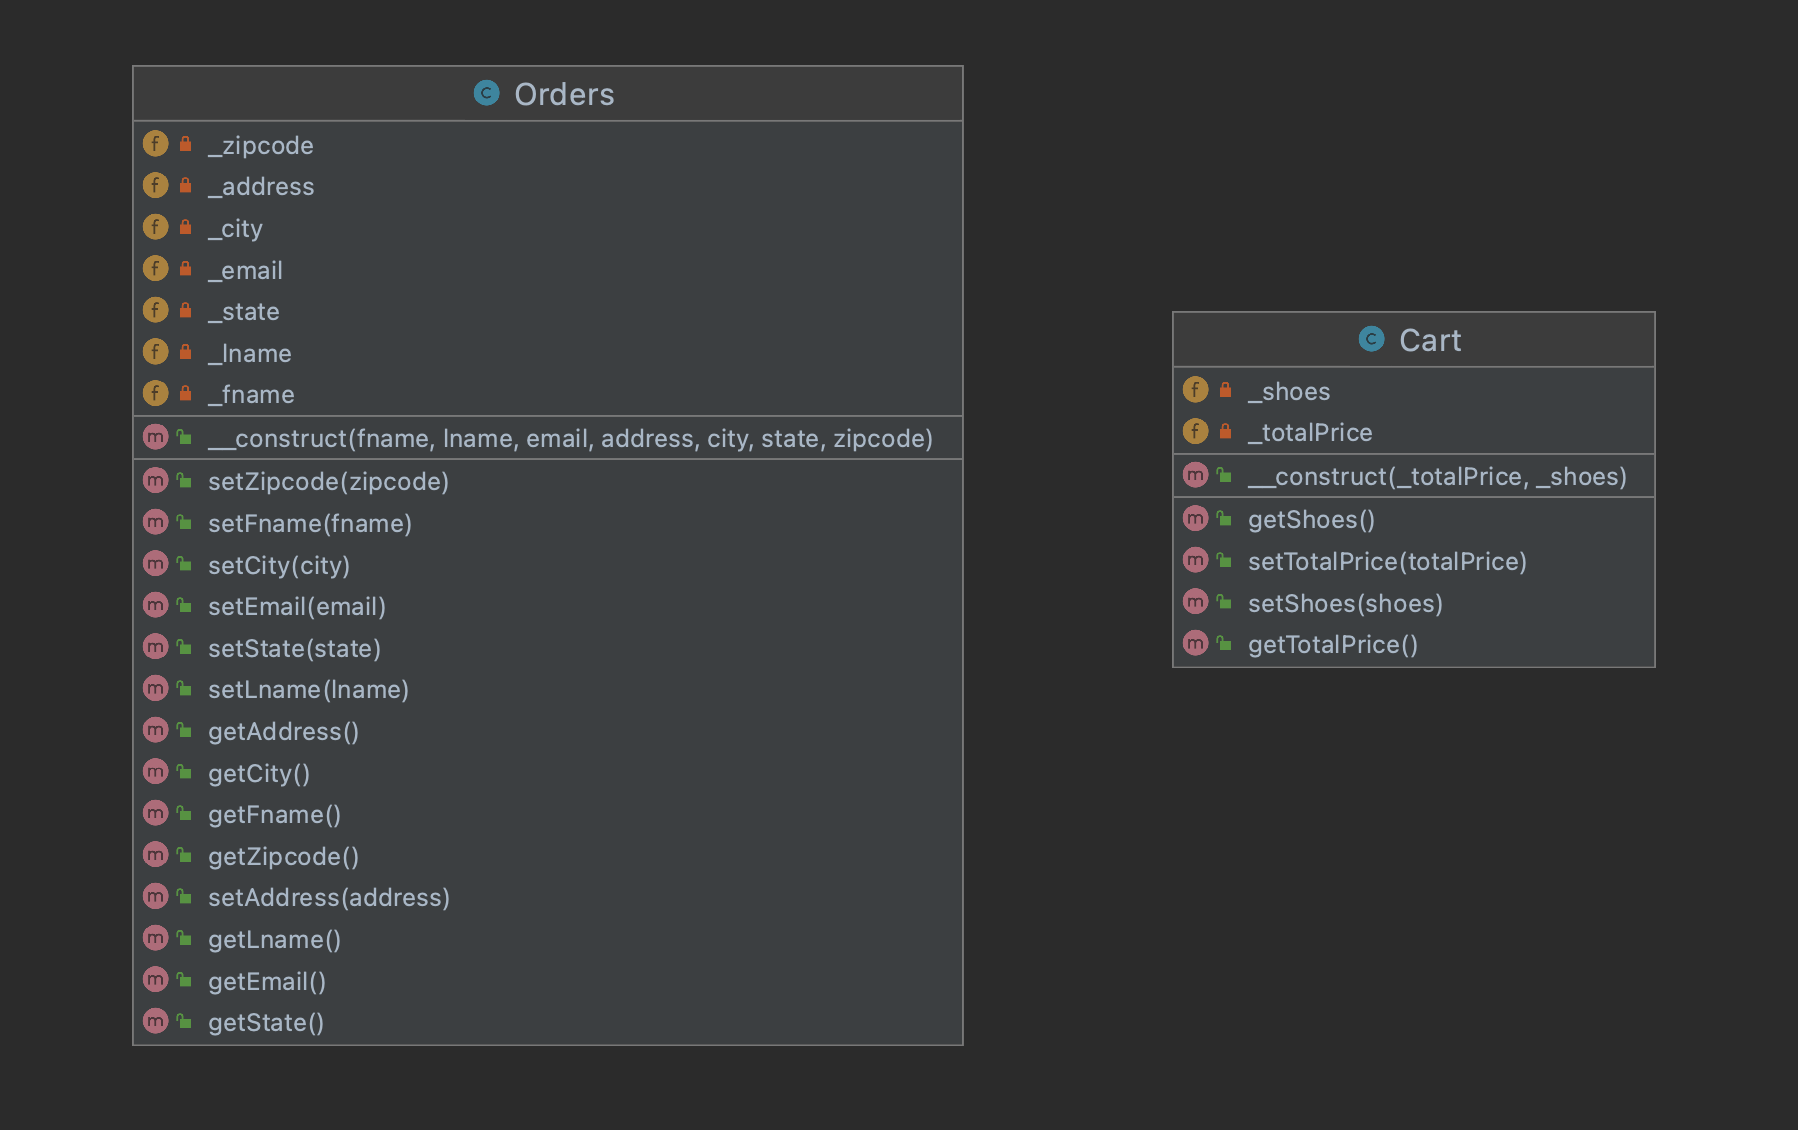 Orders
_zipcode
_address
_city
_email
_state
_lname
_fname
__construct(fname, lname, email, address, city, state, zipcode)
setZipcode(zipcode)
setFname(fname)
setCity(city)
setEmail(email)
setState(state)
setLname(lname)
getAddress()
getCity()
getFname()
getZipcode()
setAddress(address)
getLname()
getEmail()
getState()
Cart
_shoes
_totalPrice
__construct(_totalPrice, _shoes)
getShoes()
setTotalPrice(totalPrice)
setShoes(shoes)
getTotalPrice()